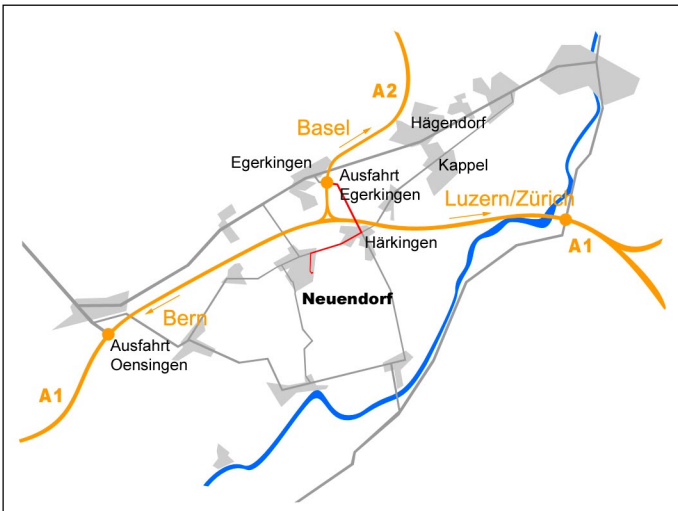 A2
Basel
Hägendorf
Egerkingen
Kappel
Ausfahrt
Egerkingen
Luzern/Zürich
Härkingen
A1
Neuendorf
Bern
Ausfahrt
Oensingen
A1